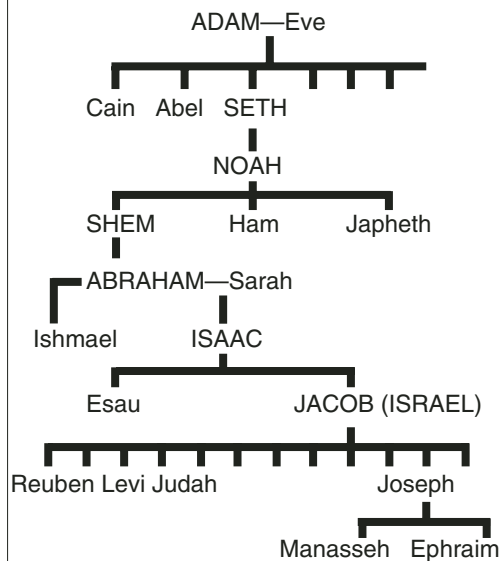 ADAM—Eve
Cain Abel SETH
NOAH
SHEM Ham Japheth
ABRAHAM—Sarah
Ishmael ISAAC
Esau JACOB (ISRAEL)
Reuben Levi Judah Joseph
Manasseh Ephraim